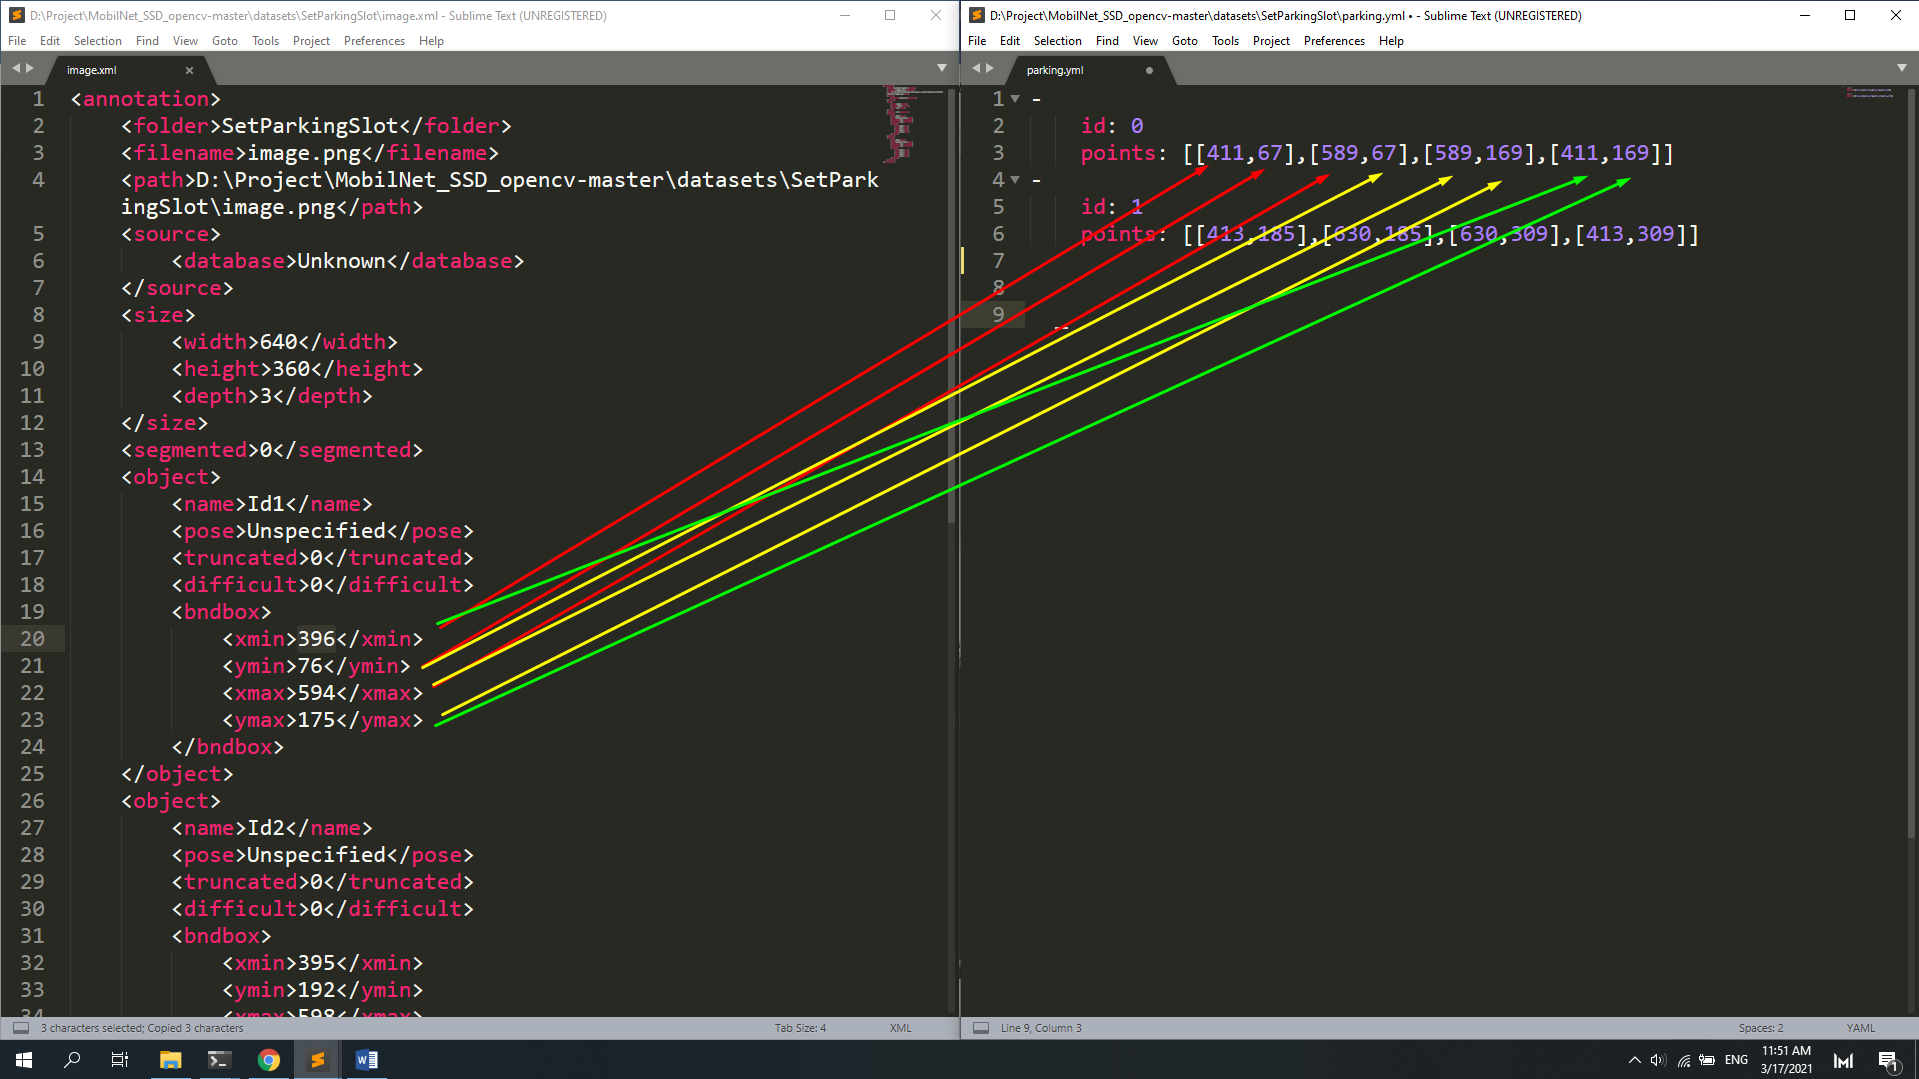 D:\Project\MobilNet_SSD_opencv-master\datasets\SetParkingSlot\image.xml - Sublime Text (UNREGISTERED)
File Edit Selection Find View Goto Tools Project Preferences Help
image.xml
1 <annotation>
2 <folder>SetParkingSlot</folder>
3 <filename>image.png</filename>
4 <path>D:\Project\MobilNet_SSD_opencv-master\datasets\SetPark
ingSlot\image.png</path>
5 <source>
6 <database>Unknown</database>
7 </source>
8 <size>
9 <width>640</width>
10 <height>360</height>
11 <depth>3</depth>
12 </size>
13 <segmented>0</segmented>
14 <object>
15 <name>Id1</name>
16 <pose>Unspecified</pose>
17 <truncated>0</truncated>
18 <difficult>0</difficult>
19 <bndbox>
20 <xmin>396</xmin>
21 <ymin>76</ymin>
22 <xmax>594</xmax>
23 <ymax>175</ymax>
24 </bndbox>
25 </object>
26 <object>
27 <name>Id2</name>
28 <pose>Unspecified</pose>
29 <truncated>0</truncated>
30 <difficult>0</difficult>
31 <bndbox>
32 <xmin>395</xmin>
33 <ymin>192</ymin>
34 <xmax>598</xmax>
3 characters selected; Copied 3 characters Tab Size: 4 XML
D:\Project\MobilNet_SSD_opencv-master\datasets\SetParkingSlot\parking.yml • - Sublime Text (UNREGISTERED)
File Edit Selection Find View Goto Tools Project Preferences Help
parking.yml
1 -
2 id: 0
3 points: [[411,67],[589,67],[589,169],[411,169]]
4 -
5 id: 1
6 points: [[413,185],[630,185],[630,309],[413,309]]
7
8
9
Line 9, Column 3 Spaces: 2 YAML
ENG 11:51 AM
3/17/2021
1